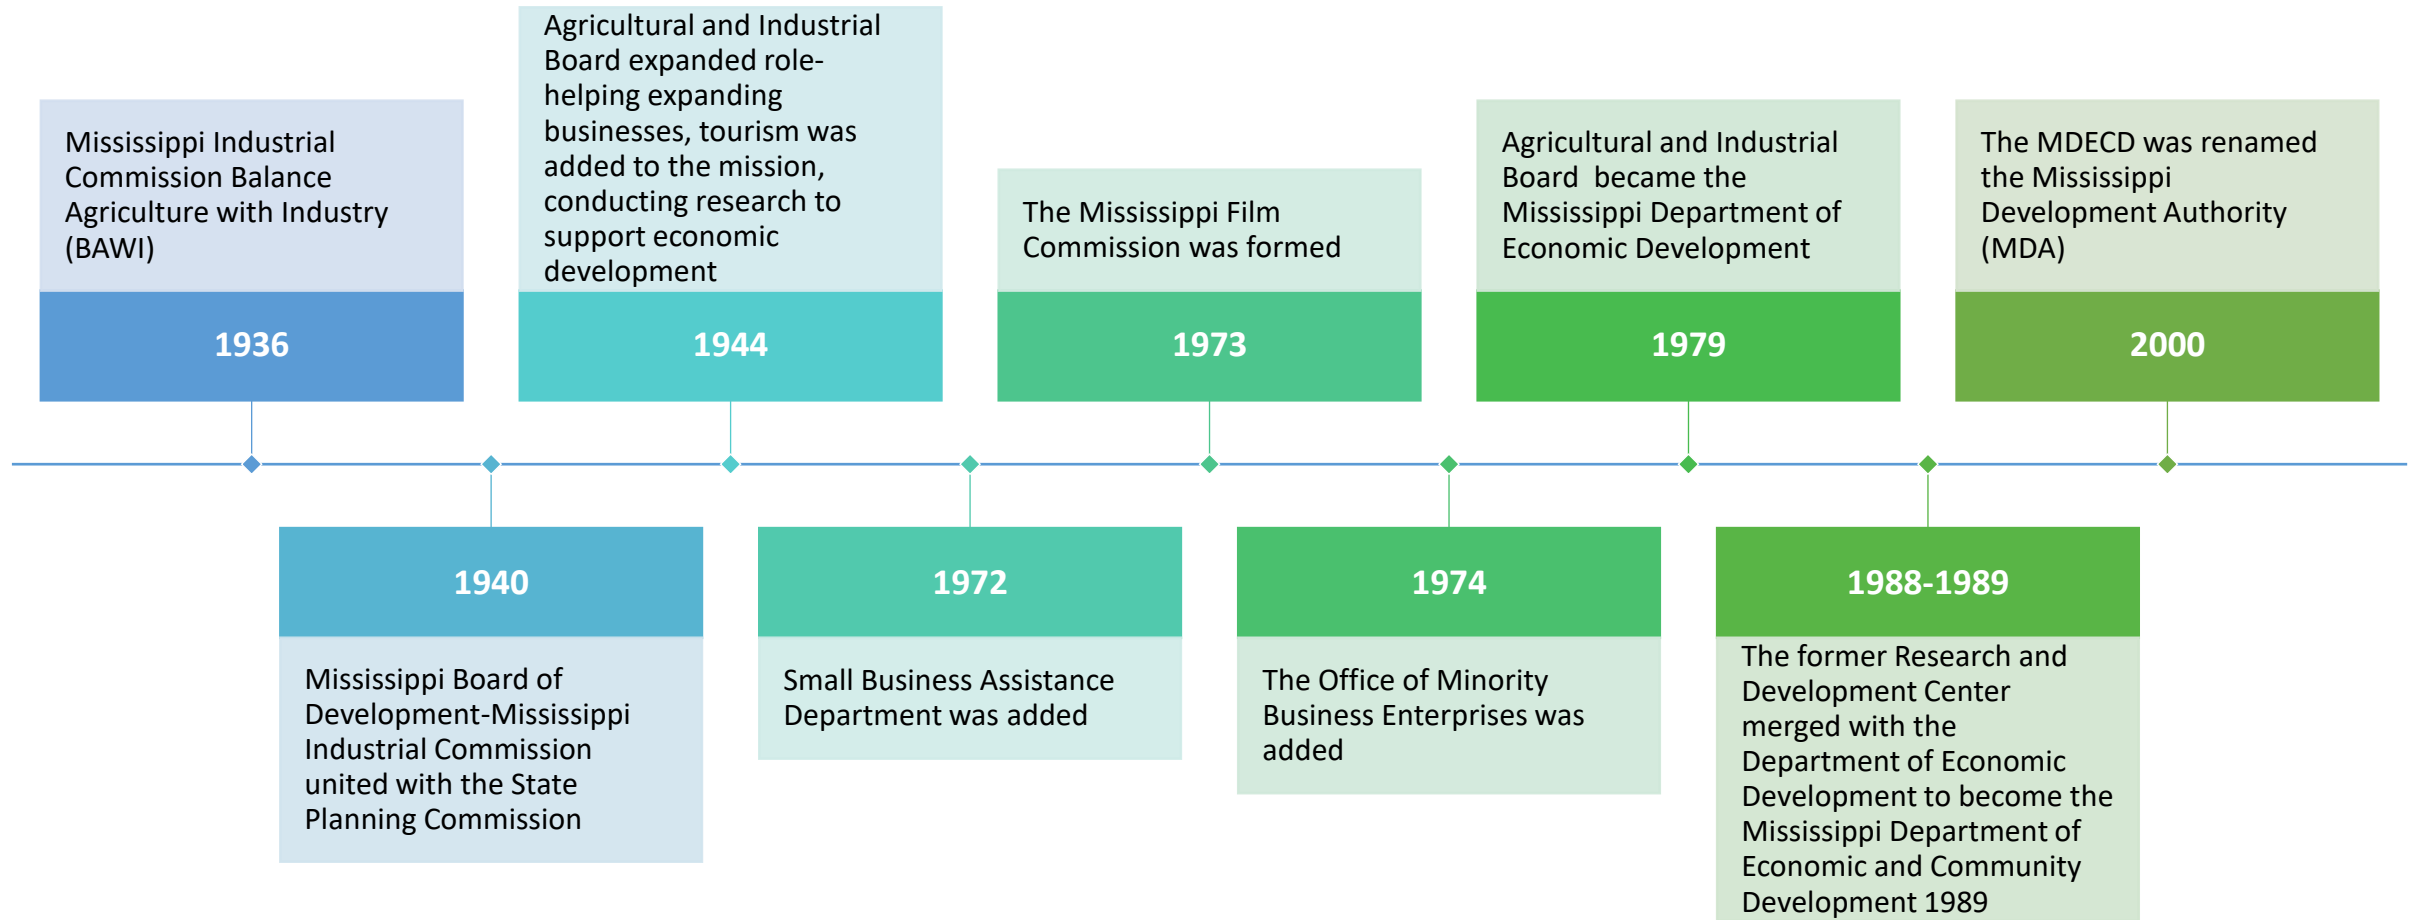 Mississippi Industrial
Commission Balance
Agriculture with Industry
(BAWI)
1936
1940
Mississippi Board of
Development-Mississippi
Industrial Commission
united with the State
Planning Commission
Agricultural and Industrial
Board expanded role-
helping expanding
businesses, tourism was
added to the mission,
conducting research to
support economic
development
1944
1972
Small Business Assistance
Department was added
The Mississippi Film
Commission was formed
1973
1974
The Office of Minority
Business Enterprises was
added
Agricultural and Industrial
Board  became the
Mississippi Department of
Economic Development
1979
1988-1989
The former Research and
Development Center
merged with the
Department of Economic
Development to become the
Mississippi Department of
Economic and Community
Development 1989
The MDECD was renamed
the Mississippi
Development Authority
(MDA)
2000